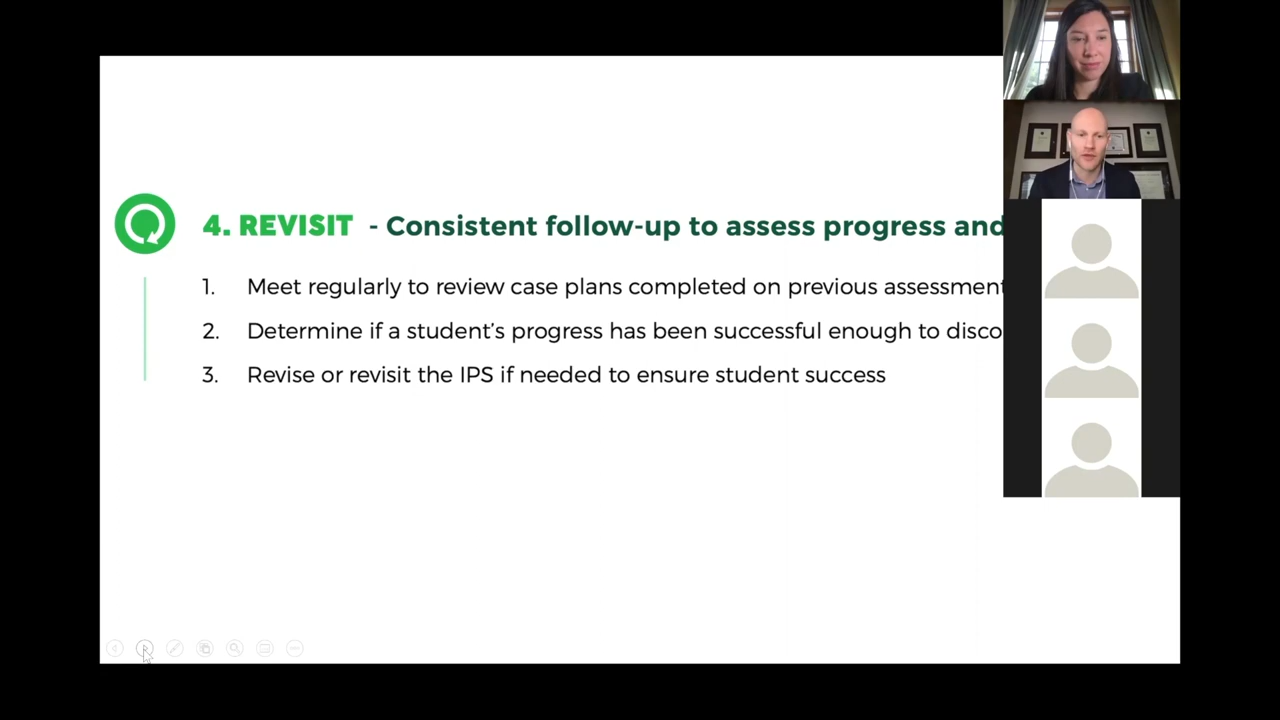 4. REVISIT - Consistent follow-up to assess progress and
1. Meet regularly to review case plans completed on previous assessment
2. Determine if a student's progress has been successful enough to disco
3. Revise or revisit the IPS if needed to ensure student success